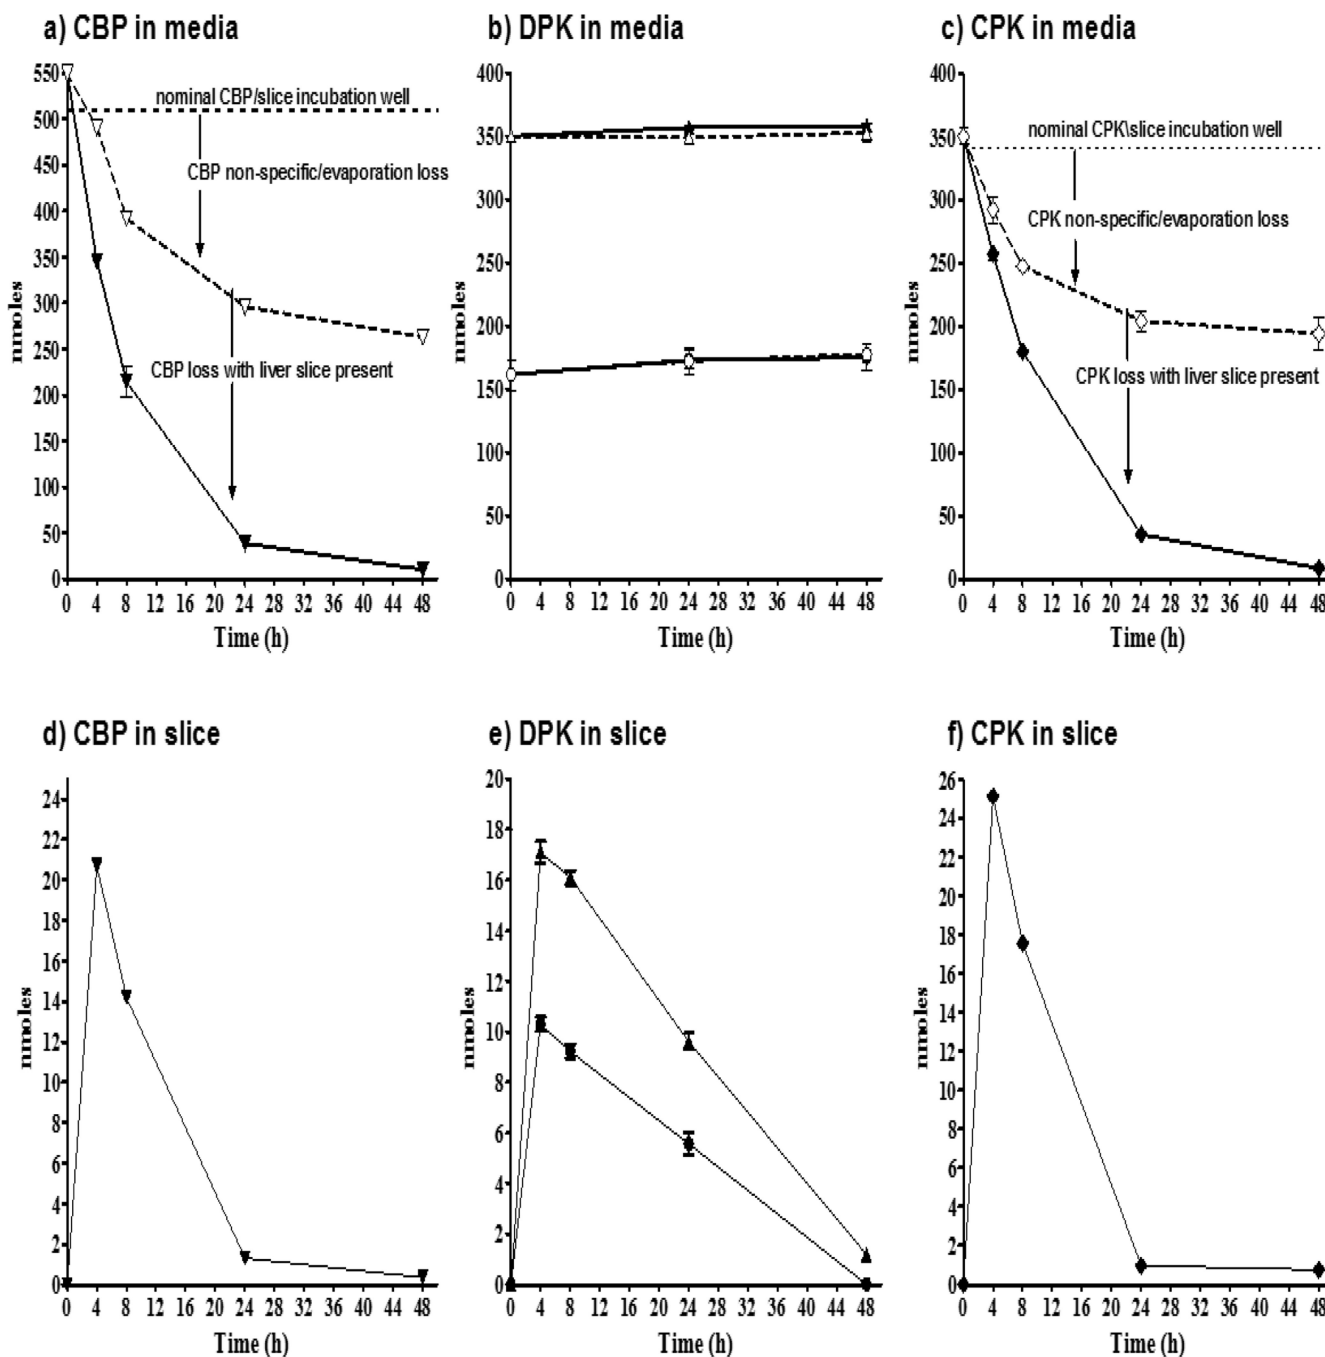 a) CBP in media
550
500
450
400
350
300
250
200
150
100
50
0
nmoles
nominal CBP/slice incubation well
CBP non-specific/evaporation loss
CBP loss with liver slice present
0 4 8 12 16 20 24 28 32 36 40 44 48
Time (h)
b) DPK in media
400
350
300
250
200
150
100
50
0
0 4 8 12 16 20 24 28 32 36 40 44 48
Time (h)
c) CPK in media
400
350
300
250
200
150
100
50
0
nmoles
nominal CPK\slice incubation well
CPK non-specific/evaporation loss
CPK loss with liver slice present
0 4 8 12 16 20 24 28 32 36 40 44 48
Time (h)
d) CBP in slice
24
22
20
18
16
14
12
10
8
6
4
2
0
nmoles
0 4 8 12 16 20 24 28 32 36 40 44 48
Time (h)
e) DPK in slice
20
18
16
14
12
10
8
6
4
2
0
nmoles
0 4 8 12 16 20 24 28 32 36 40 44 48
Time (h)
f) CPK in slice
26
24
22
20
18
16
14
12
10
8
6
4
2
0
nmoles
0 4 8 12 16 20 24 28 32 36 40 44 48
Time (h)